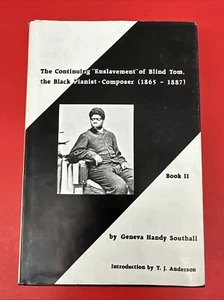 The Continuing "Enslavement" of Blind Tom,
the Black Pianist-Composer (1865 - 1887)
Book II
by Geneva Handy Southall
Introduction by T. J. Anderson